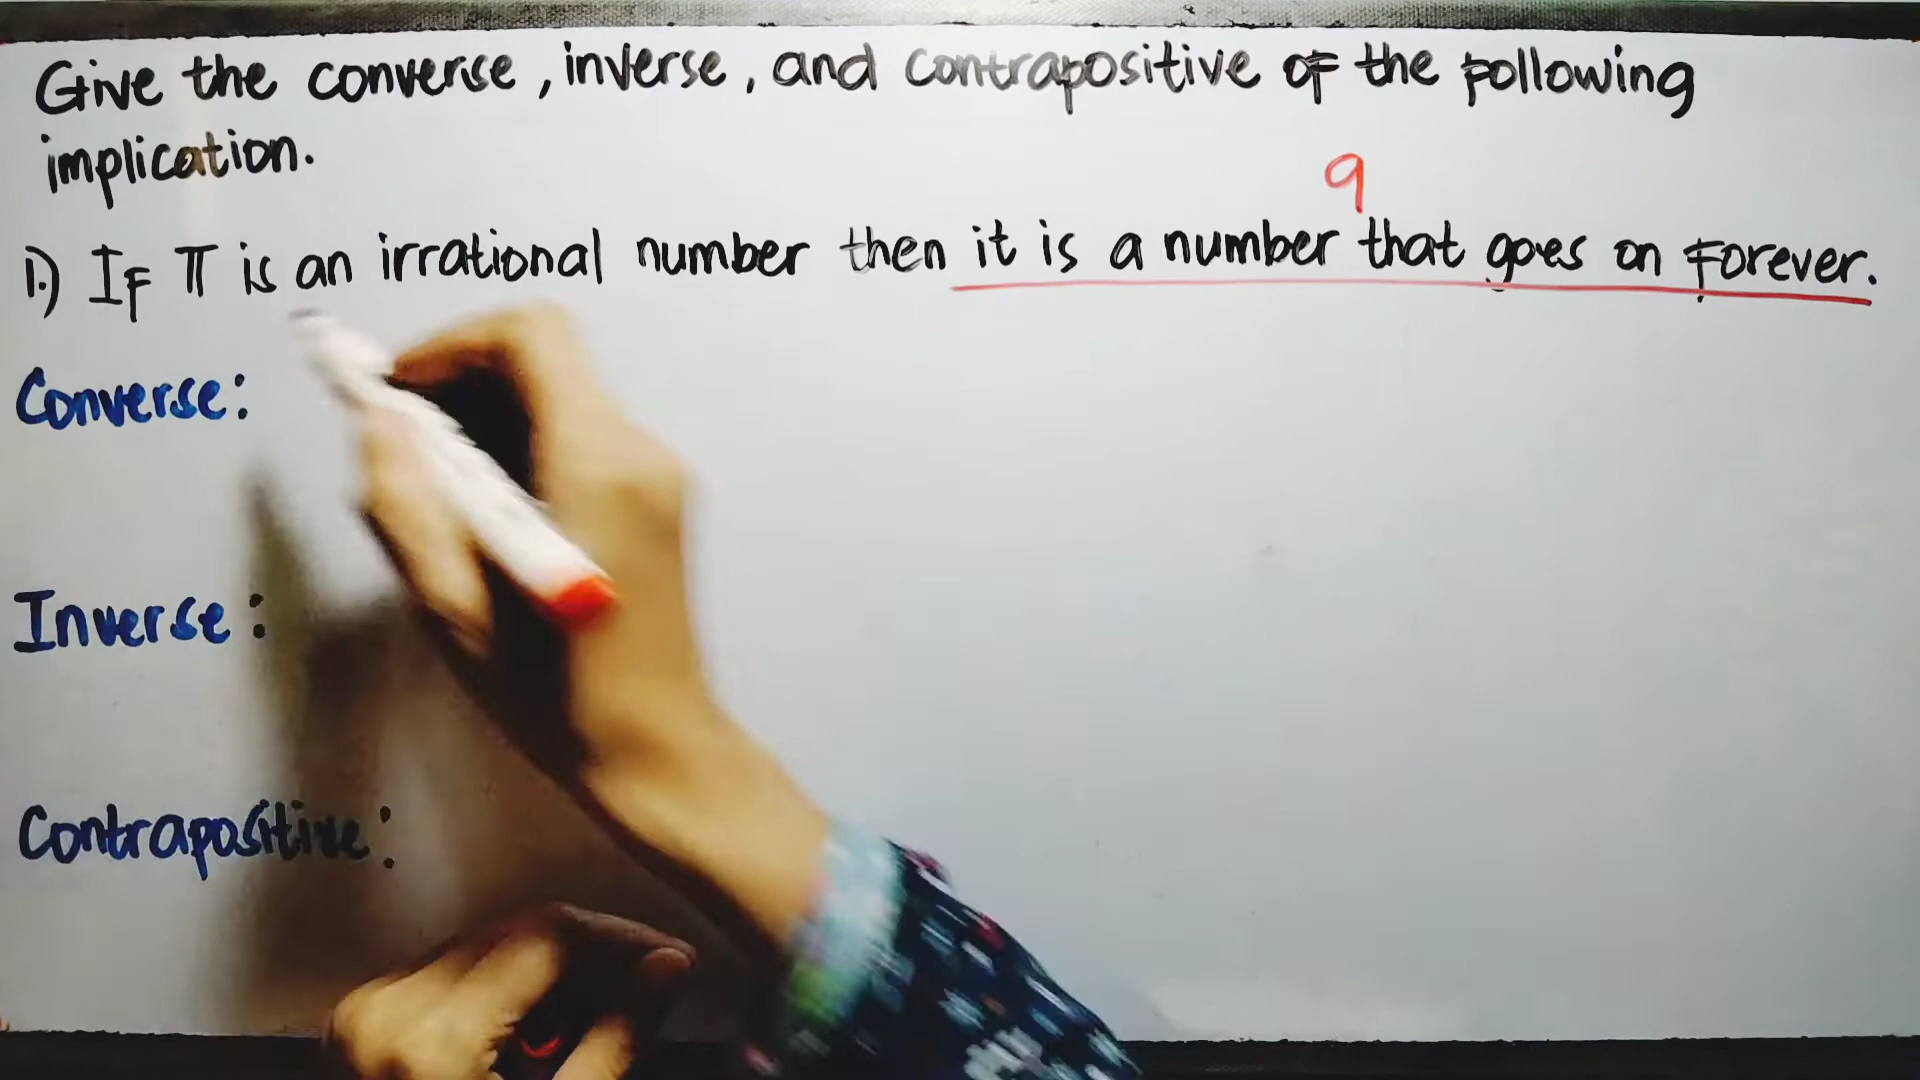 Give the converse, inverse, and contrapositive of the following
implication.
q
1.) If π is an irrational number then it is a number that goes on forever.
Converse:
Inverse:
Contrapositive: